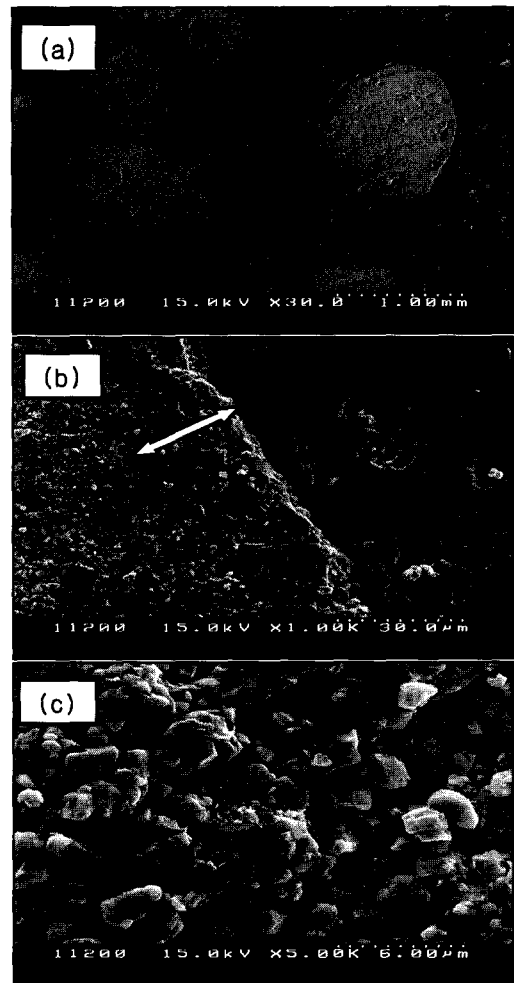 (a)
11200 15.0kV X30.0 1.00mm
(b)
11200 15.0kV X1.00K 30.0μm
(c)
11200 15.0kV X5.00K 6.00μm